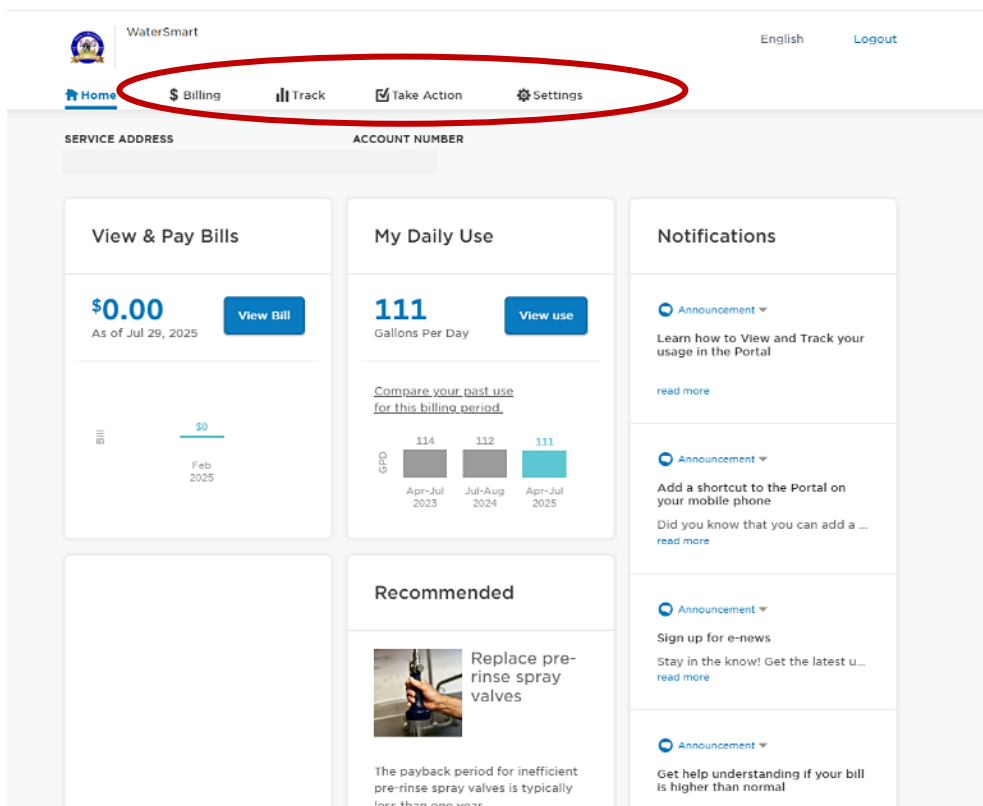 WaterSmart
English Logout
Home $ Billing Track Take Action Settings
SERVICE ADDRESS ACCOUNT NUMBER
View & Pay Bills
$0.00
As of Jul 29, 2025
View Bill
Bill
$0
Feb
2025
My Daily Use
111
Gallons Per Day
View use
Compare your past use
for this billing period.
GPD
114 112 111
Apr-Jul Jul-Aug Apr-Jul
2023 2024 2025
Recommended
Replace pre-
rinse spray
valves
The payback period for inefficient
pre-rinse spray valves is typically
less than one year
Notifications
Announcement
Learn how to View and Track your
usage in the Portal
read more
Announcement
Add a shortcut to the Portal on
your mobile phone
Did you know that you can add a ...
read more
Announcement
Sign up for e-news
Stay in the know! Get the latest u...
read more
Announcement
Get help understanding if your bill
is higher than normal